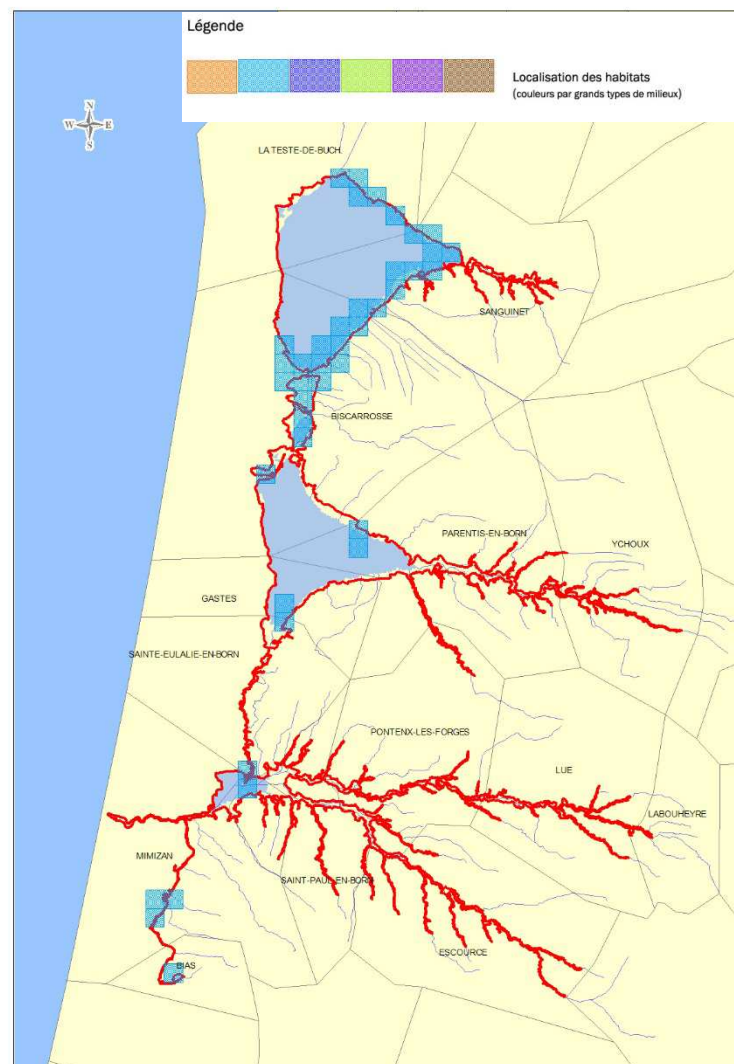 Légende
Localisation des habitats
(couleurs par grands types de milieux)
N
W E
S
LA TESTE-DE-BUCH
SANGUINET
BISCARROSSE
PARENTIS-EN-BORN
YCHOUX
GASTES
SAINTE-EULALIE-EN-BORN
PONTENX-LES-FORGES
LUE
LABOUHEYRE
MIMIZAN
SAINT-PAUL-EN-BORN
ESCOURCE
BIAS